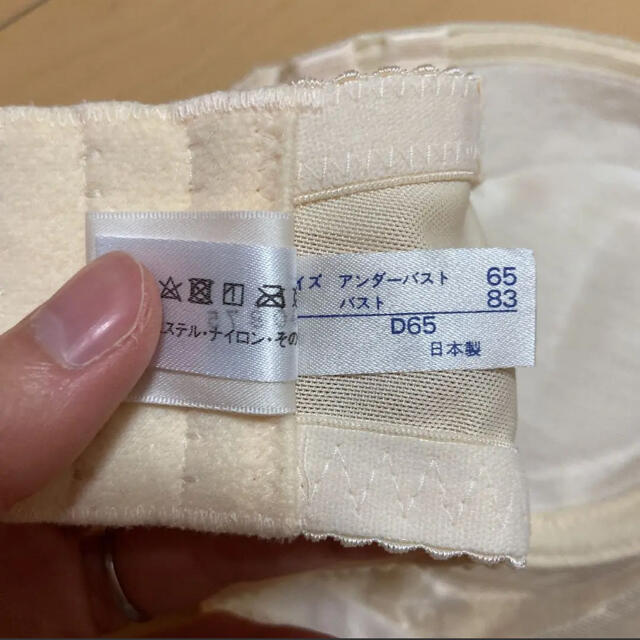 イズ アンダーバスト 65
バスト 83
D65
日本製
ステル・ナイロン・その